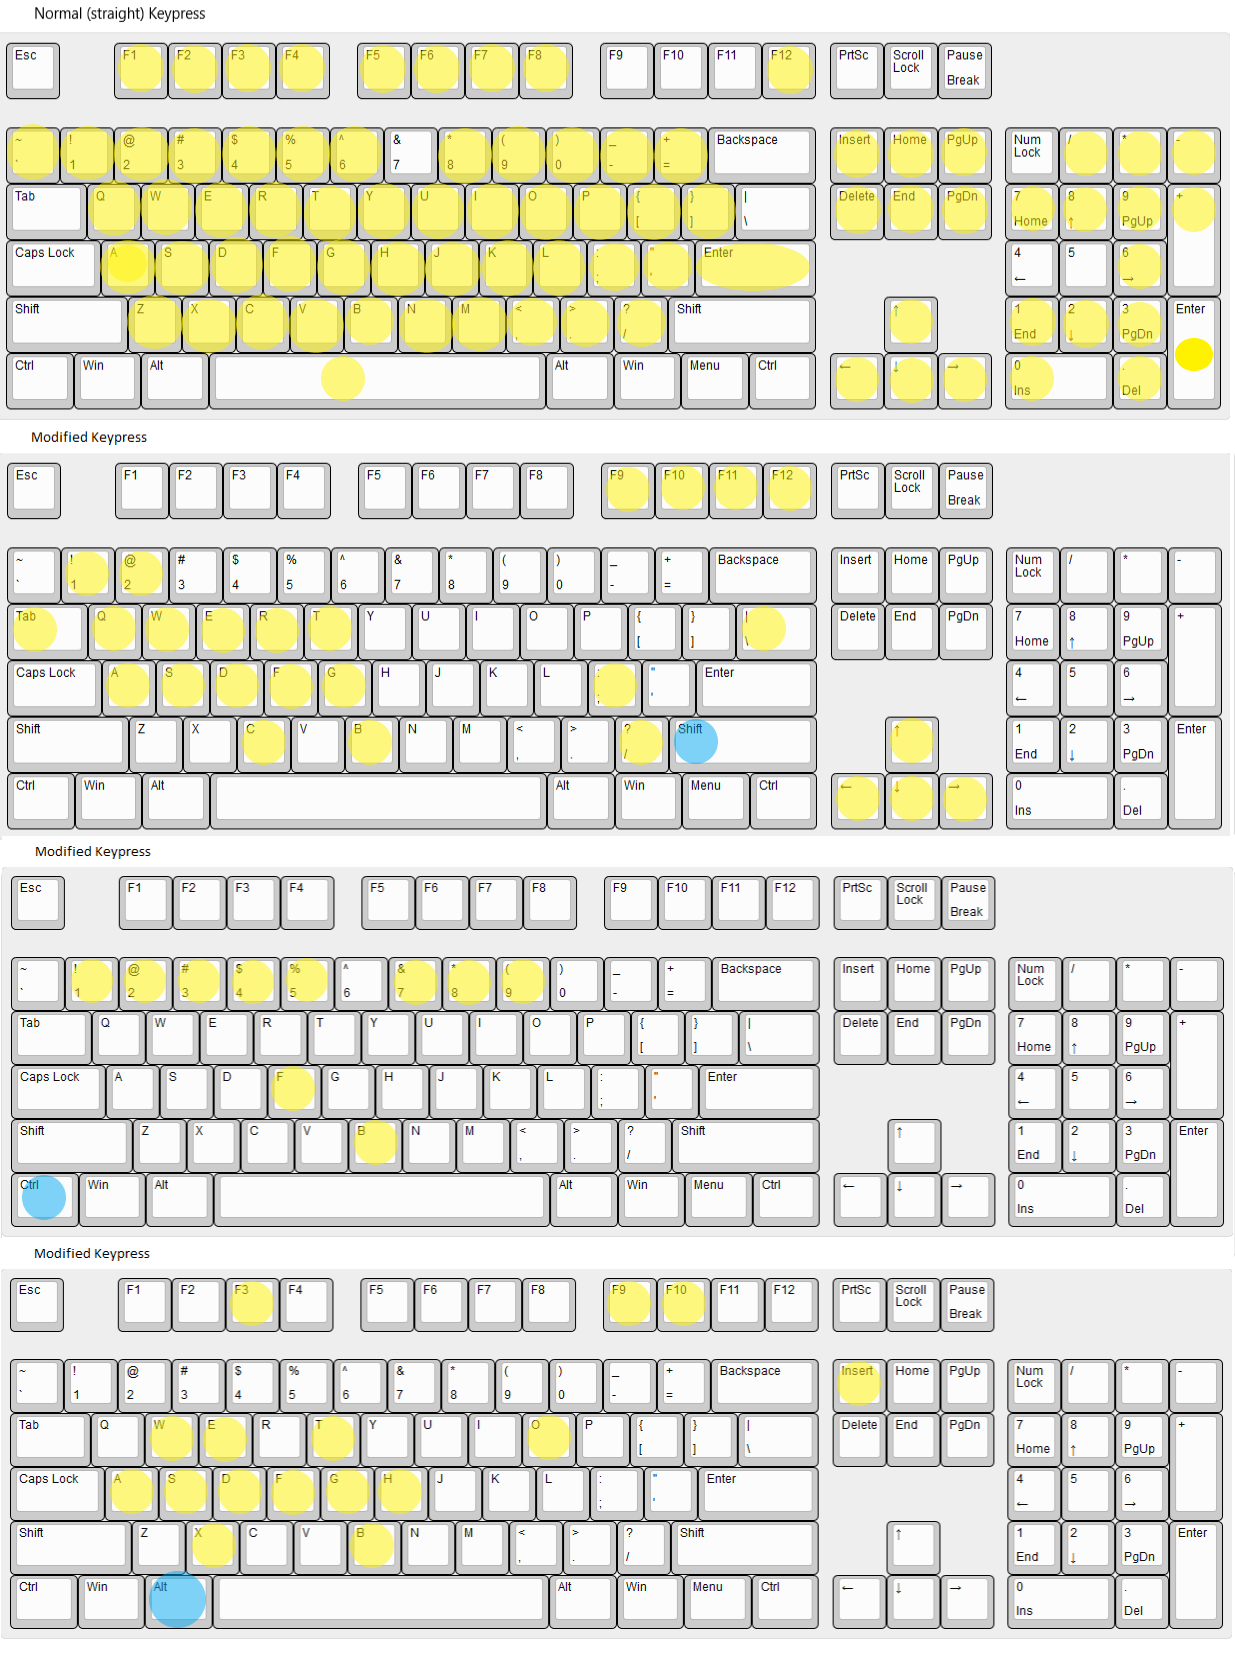 Normal (straight) Keypress
Esc F1 F2 F3 F4 F5 F6 F7 F8 F9 F10 F11 F12 PrtSc Scroll Lock Pause Break
~ ` ! 1 @ 2 # 3 $ 4 % 5 ^ 6 & 7 * 8 ( 9 ) 0 _ - + = Backspace Insert Home PgUp Num Lock / * -
Tab Q W E R T Y U I O P { [ } ] | \ Delete End PgDn 7 Home 8 ↑ 9 PgUp +
Caps Lock A S D F G H J K L : ; " ' Enter 4 ← 5 6 →
Shift Z X C V B N M < , > . ? / Shift ↑ 1 End 2 ↓ 3 PgDn Enter
Ctrl Win Alt Alt Win Menu Ctrl ← ↓ → 0 Ins . Del
Modified Keypress
Esc F1 F2 F3 F4 F5 F6 F7 F8 F9 F10 F11 F12 PrtSc Scroll Lock Pause Break
~ ` ! 1 @ 2 # 3 $ 4 % 5 ^ 6 & 7 * 8 ( 9 ) 0 _ - + = Backspace Insert Home PgUp Num Lock / * -
Tab Q W E R T Y U I O P { [ } ] | \ Delete End PgDn 7 Home 8 ↑ 9 PgUp +
Caps Lock A S D F G H J K L : ; " ' Enter 4 ← 5 6 →
Shift Z X C V B N M < , > . ? / Shift ↑ 1 End 2 ↓ 3 PgDn Enter
Ctrl Win Alt Alt Win Menu Ctrl ← ↓ → 0 Ins . Del
Modified Keypress
Esc F1 F2 F3 F4 F5 F6 F7 F8 F9 F10 F11 F12 PrtSc Scroll Lock Pause Break
~ ` ! 1 @ 2 # 3 $ 4 % 5 ^ 6 & 7 * 8 ( 9 ) 0 _ - + = Backspace Insert Home PgUp Num Lock / * -
Tab Q W E R T Y U I O P { [ } ] | \ Delete End PgDn 7 Home 8 ↑ 9 PgUp +
Caps Lock A S D F G H J K L : ; " ' Enter 4 ← 5 6 →
Shift Z X C V B N M < , > . ? / Shift ↑ 1 End 2 ↓ 3 PgDn Enter
Ctrl Win Alt Alt Win Menu Ctrl ← ↓ → 0 Ins . Del
Modified Keypress
Esc F1 F2 F3 F4 F5 F6 F7 F8 F9 F10 F11 F12 PrtSc Scroll Lock Pause Break
~ ` ! 1 @ 2 # 3 $ 4 % 5 ^ 6 & 7 * 8 ( 9 ) 0 _ - + = Backspace Insert Home PgUp Num Lock / * -
Tab Q W E R T Y U I O P { [ } ] | \ Delete End PgDn 7 Home 8 ↑ 9 PgUp +
Caps Lock A S D F G H J K L : ; " ' Enter 4 ← 5 6 →
Shift Z X C V B N M < , > . ? / Shift ↑ 1 End 2 ↓ 3 PgDn Enter
Ctrl Win Alt Alt Win Menu Ctrl ← ↓ → 0 Ins . Del